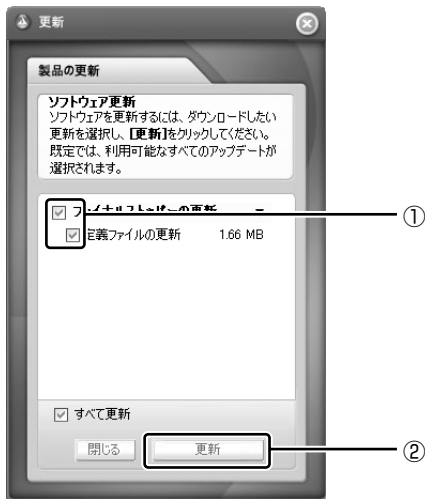 更新
製品の更新
ソフトウェア更新
ソフトウェアを更新するには、ダウンロードしたい
更新を選択し、【更新】をクリックしてください。
既定では、利用可能なすべてのアップデートが
選択されます。
の更新
①
定義ファイルの更新 1.66 MB
すべて更新
閉じる 更新
②